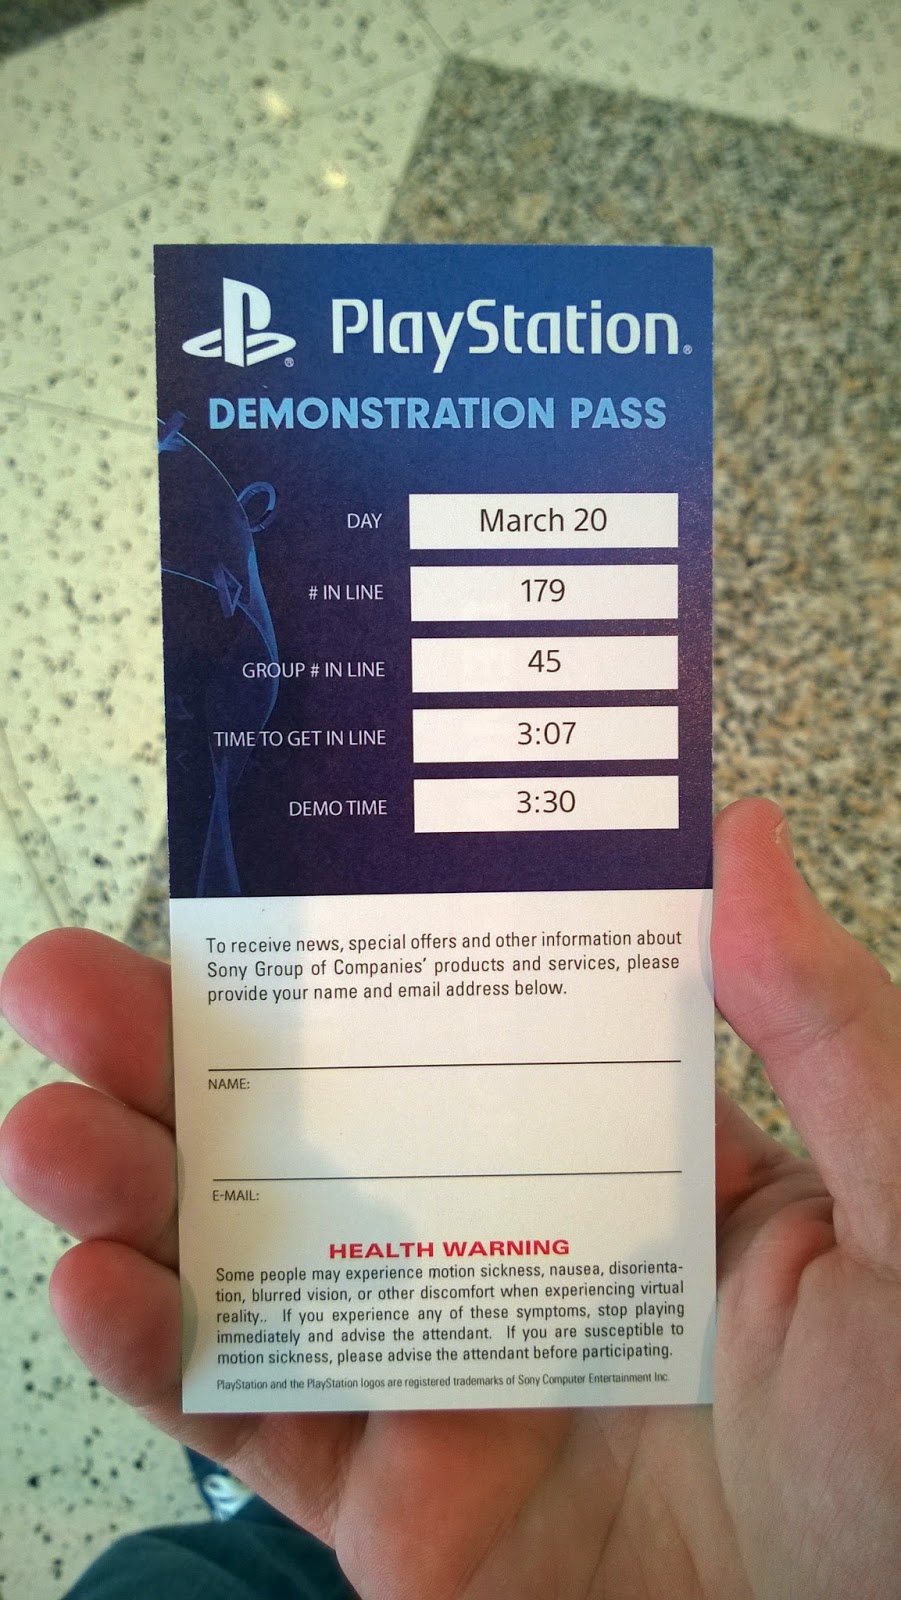 PlayStation®
DEMONSTRATION PASS
DAY March 20
# IN LINE 179
GROUP # IN LINE 45
TIME TO GET IN LINE 3:07
DEMO TIME 3:30
To receive news, special offers and other information about
Sony Group of Companies' products and services, please
provide your name and email address below.
NAME:
E-MAIL:
HEALTH WARNING
Some people may experience motion sickness, nausea, disorienta-
tion, blurred vision, or other discomfort when experiencing virtual
reality.. If you experience any of these symptoms, stop playing
immediately and advise the attendant. If you are susceptible to
motion sickness, please advise the attendant before participating.
PlayStation and the PlayStation logos are registered trademarks of Sony Computer Entertainment Inc.